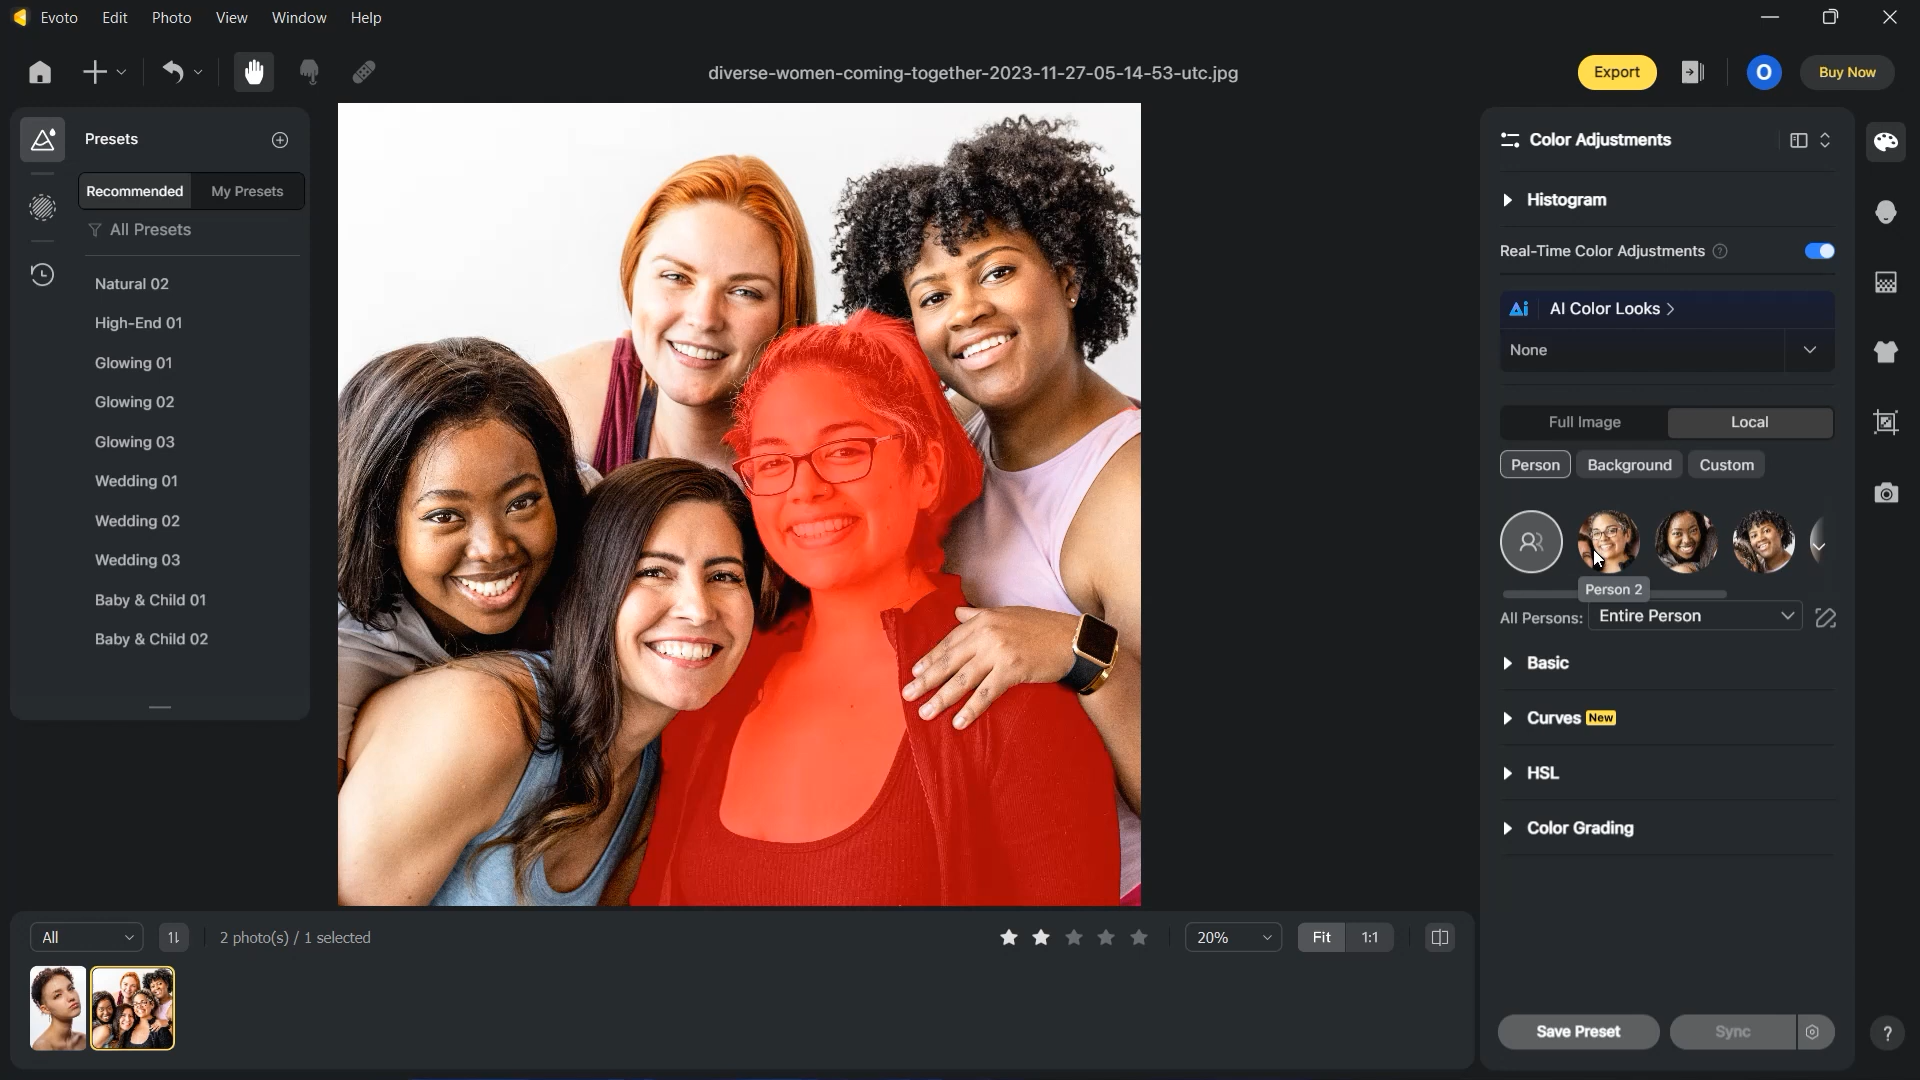 Evoto Edit Photo View Window Help
diverse-women-coming-together-2023-11-27-05-14-53-utc.jpg
Export
O
Buy Now
Presets
Recommended My Presets
All Presets
Natural 02
High-End 01
Glowing 01
Glowing 02
Glowing 03
Wedding 01
Wedding 02
Wedding 03
Baby & Child 01
Baby & Child 02
Color Adjustments
Histogram
Real-Time Color Adjustments ?
Ai AI Color Looks >
None
Full Image Local
Person Background Custom
Person 2
All Persons: Entire Person
Basic
Curves New
HSL
Color Grading
Save Preset Sync
?
All 2 photo(s) / 1 selected 20% Fit 1:1